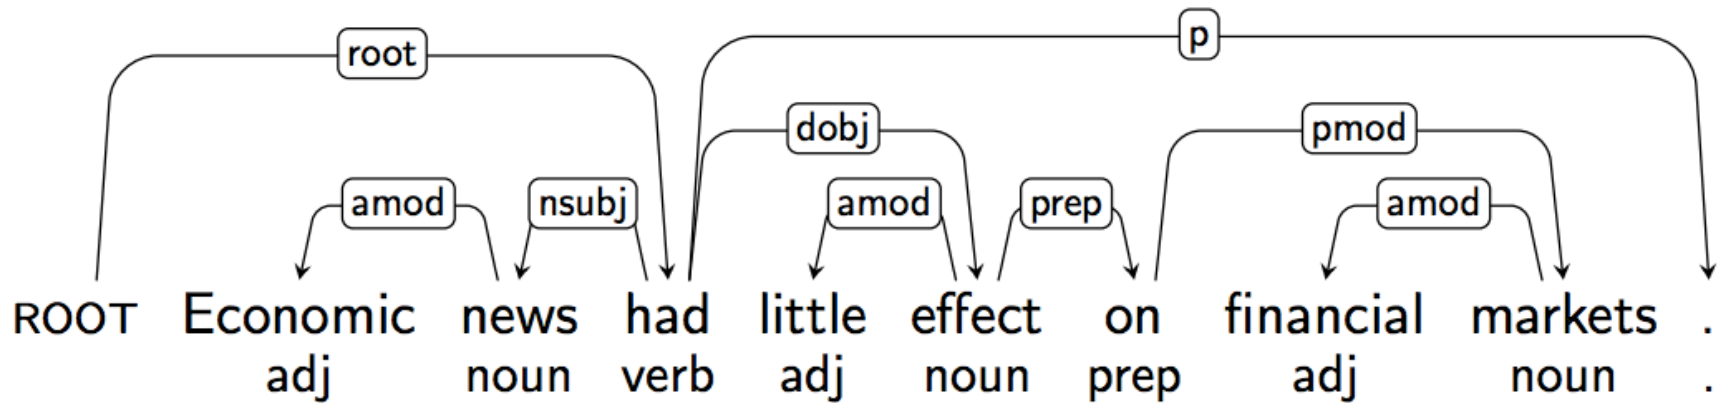 p
root
dobj pmod
amod nsubj amod prep amod
ROOT Economic news had little effect on financial markets .
adj noun verb adj noun prep adj noun .